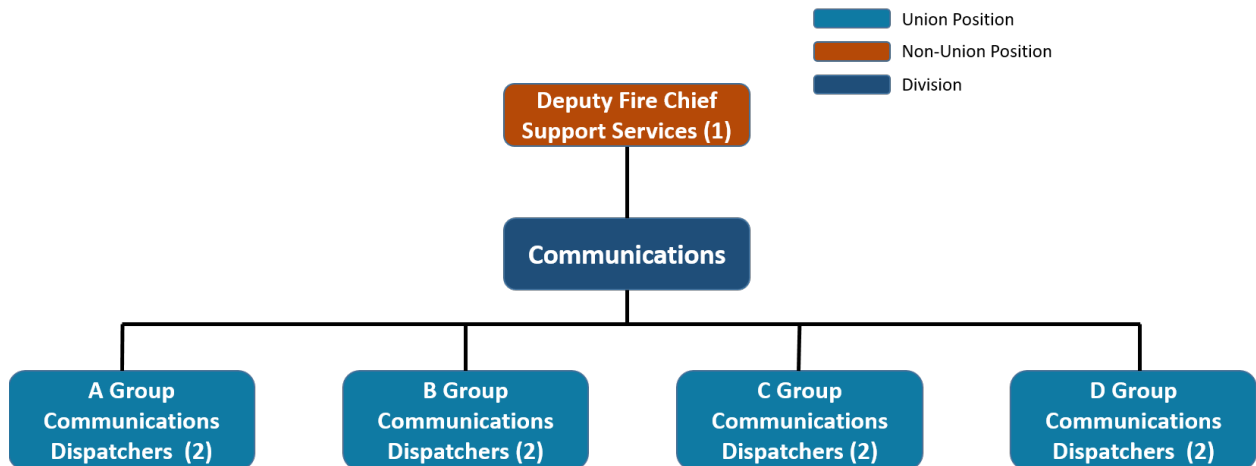 Union Position
Non-Union Position
Division
Deputy Fire Chief
Support Services (1)
Communications
A Group
Communications
Dispatchers (2)
B Group
Communications
Dispatchers (2)
C Group
Communications
Dispatchers (2)
D Group
Communications
Dispatchers (2)